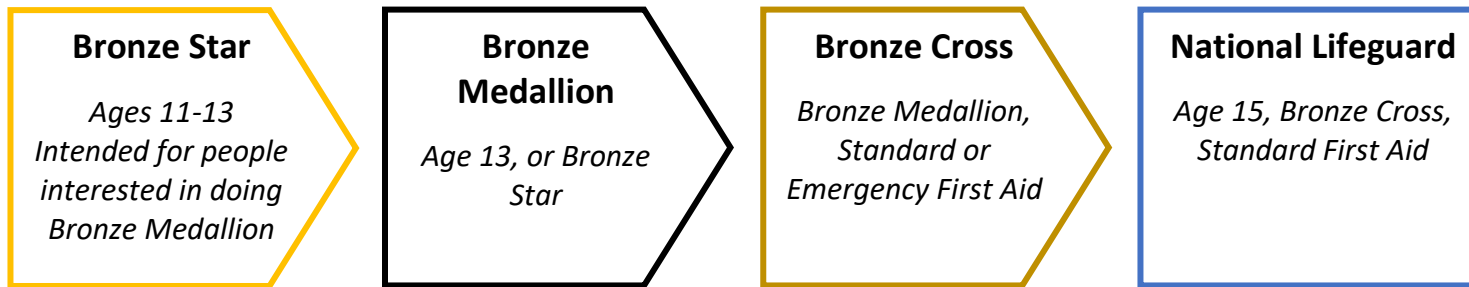 Bronze Star
Ages 11-13
Intended for people
interested in doing
Bronze Medallion
Bronze
Medallion
Age 13, or Bronze
Star
Bronze Cross
Bronze Medallion,
Standard or
Emergency First Aid
National Lifeguard
Age 15, Bronze Cross,
Standard First Aid